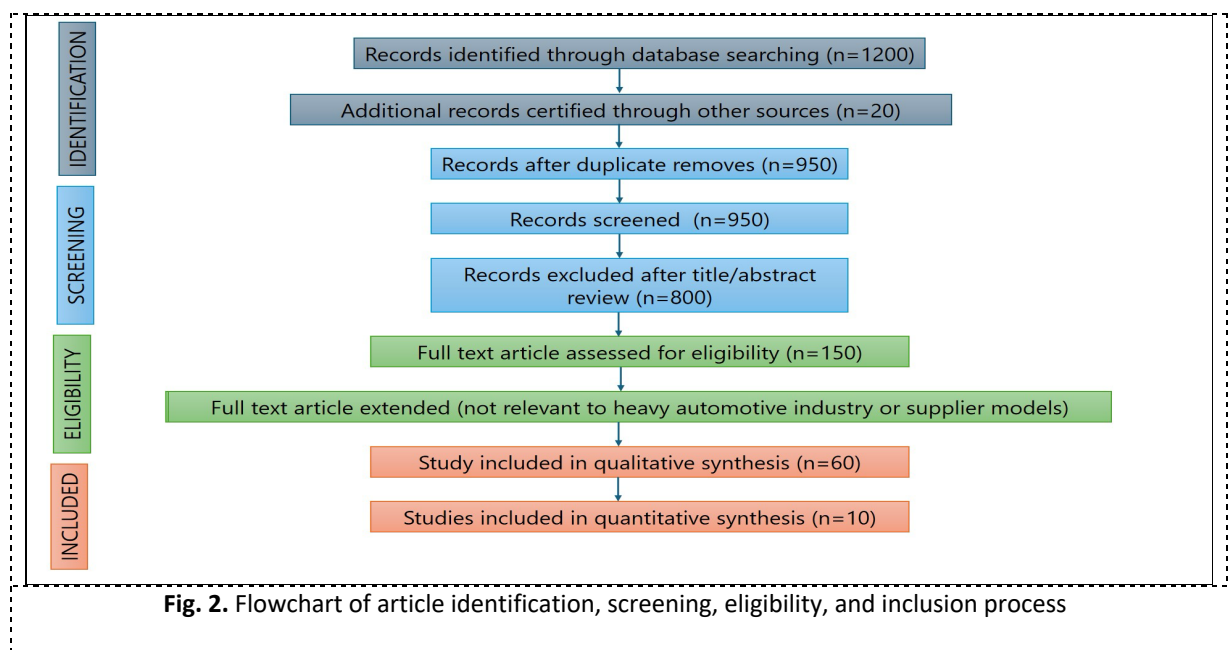 IDENTIFICATION
Records identified through database searching (n=1200)
Additional records certified through other sources (n=20)
Records after duplicate removes (n=950)
SCREENING
Records screened (n=950)
Records excluded after title/abstract
review (n=800)
ELIGIBILITY
Full text article assessed for eligibility (n=150)
Full text article extended (not relevant to heavy automotive industry or supplier models)
INCLUDED
Study included in qualitative synthesis (n=60)
Studies included in quantitative synthesis (n=10)
Fig. 2. Flowchart of article identification, screening, eligibility, and inclusion process